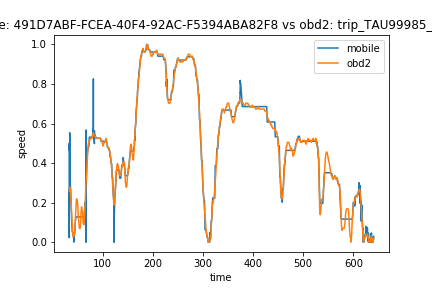 e: 491D7ABF-FCEA-40F4-92AC-F5394ABA82F8 vs obd2: trip_TAU99985_
mobile
obd2
speed
1.0
0.8
0.6
0.4
0.2
0.0
100 200 300 400 500 600
time